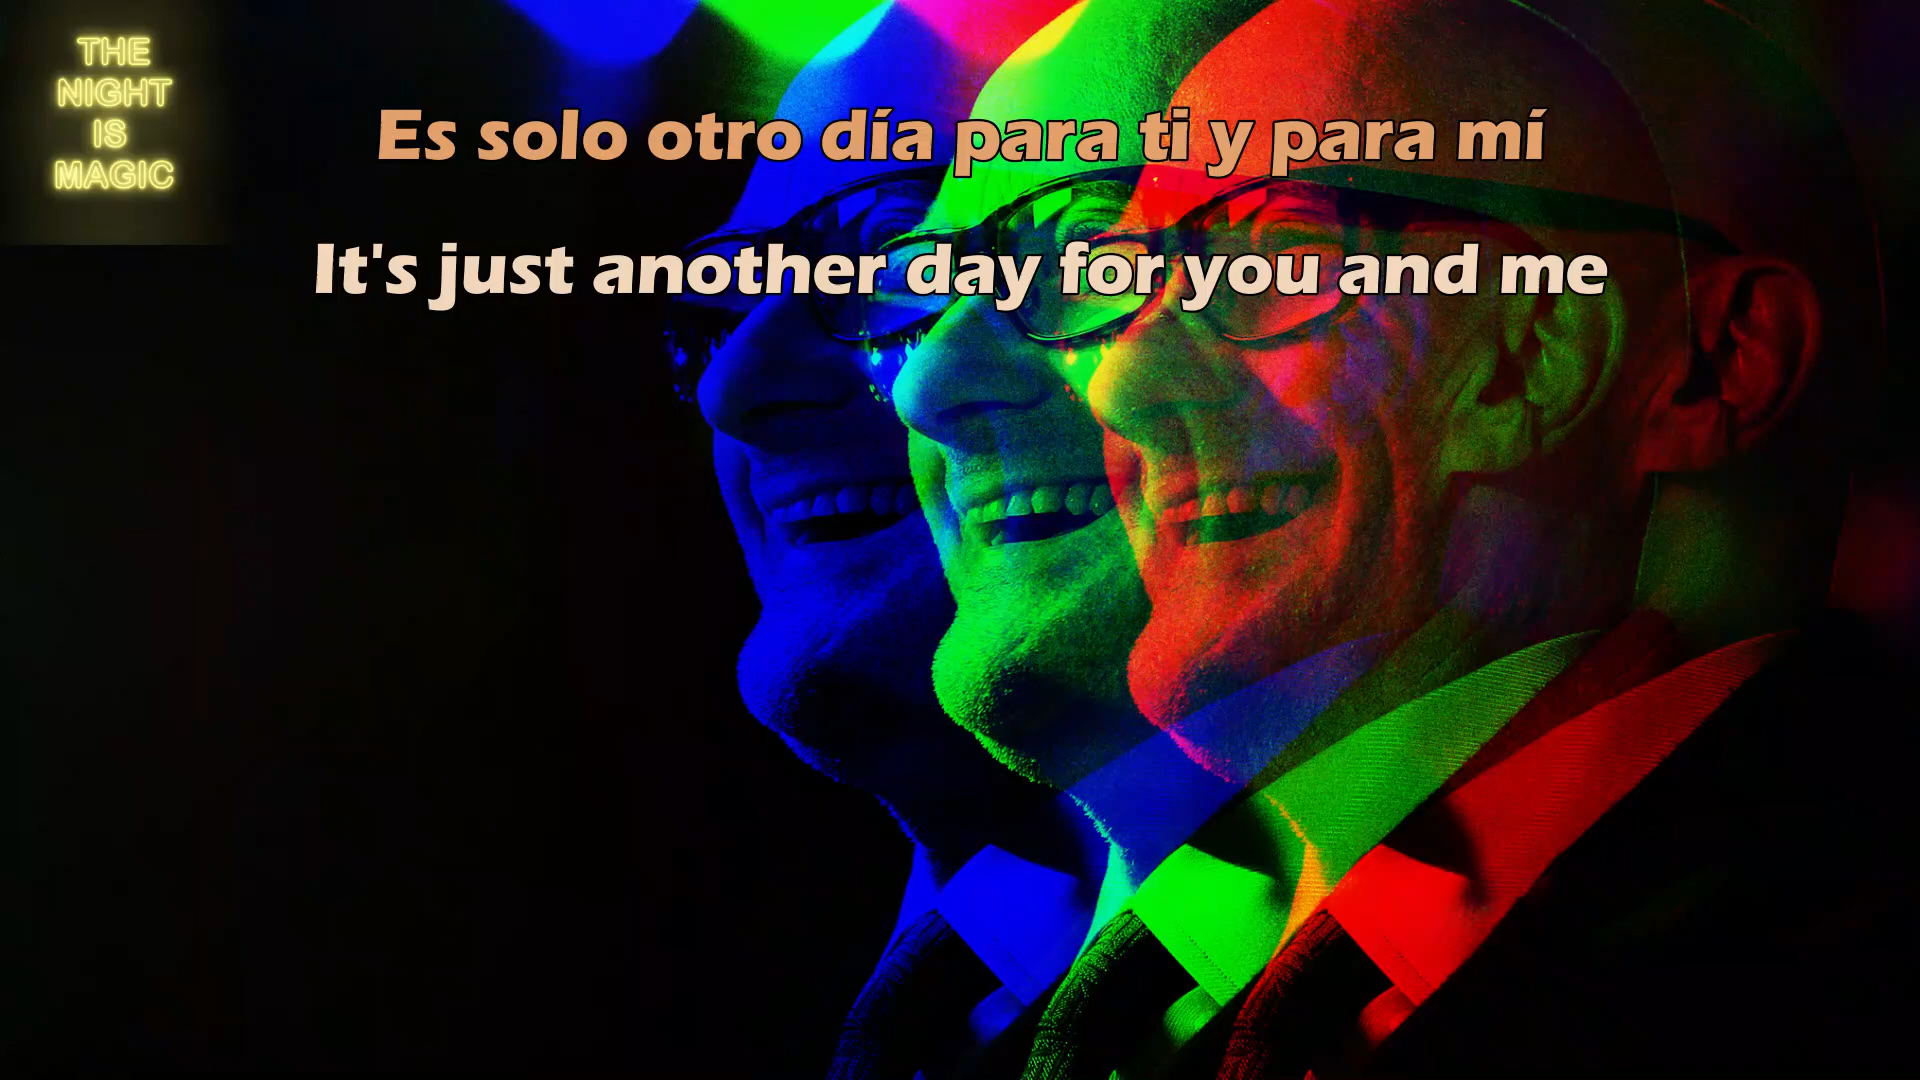 THE
NIGHT
IS
MAGIC
Es solo otro día para ti y para mí
It's just another day for you and me